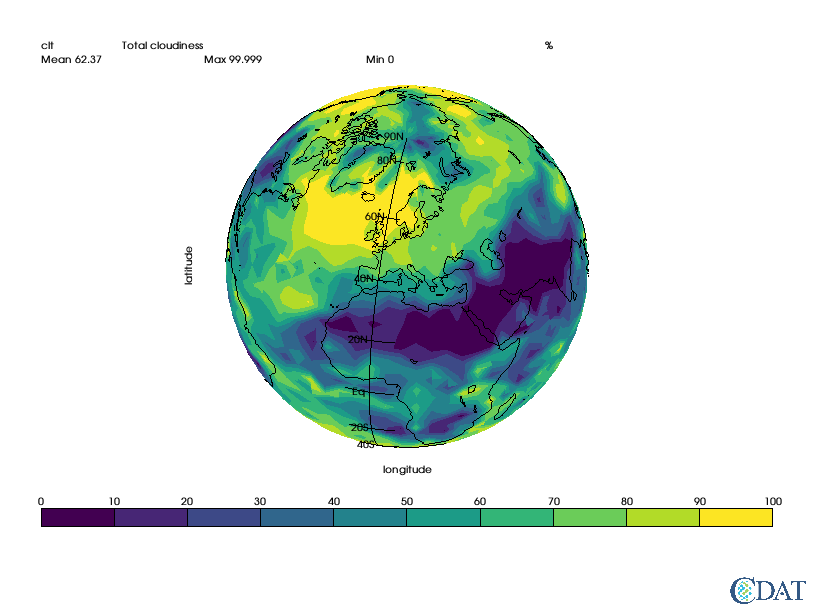 clt Total cloudiness %
Mean 62.37 Max 99.999 Min 0
90N
80N
60N
40N
20N
Eq
20S
40S
latitude
longitude
0 10 20 30 40 50 60 70 80 90 100
CDAT